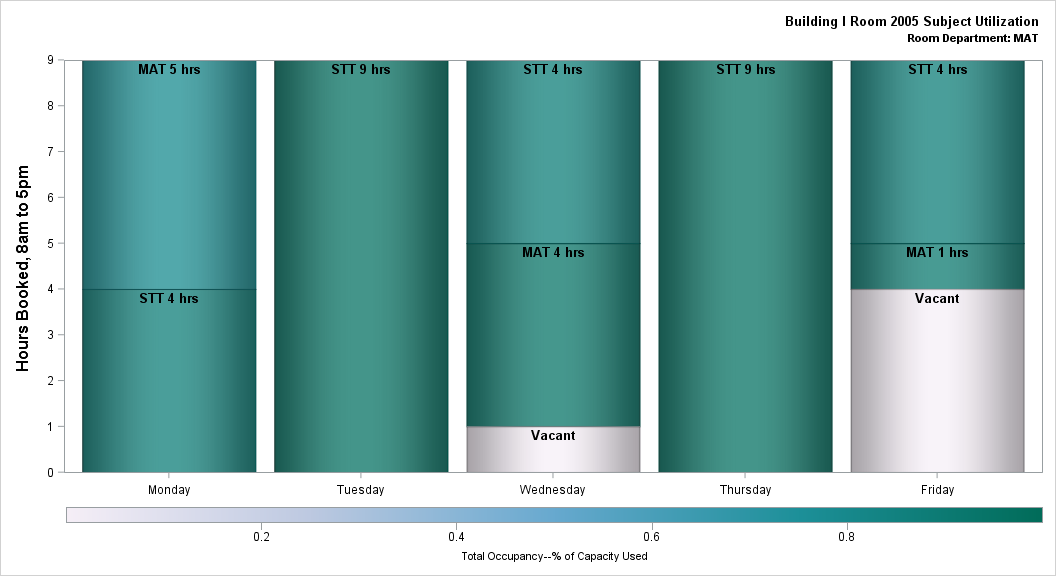 Building I Room 2005 Subject Utilization
Room Department: MAT
Hours Booked, 8am to 5pm
9
8
7
6
5
4
3
2
1
0
MAT 5 hrs
STT 4 hrs
STT 9 hrs
STT 4 hrs
MAT 4 hrs
Vacant
STT 9 hrs
STT 4 hrs
MAT 1 hrs
Vacant
Monday Tuesday Wednesday Thursday Friday
0.2 0.4 0.6 0.8
Total Occupancy--% of Capacity Used